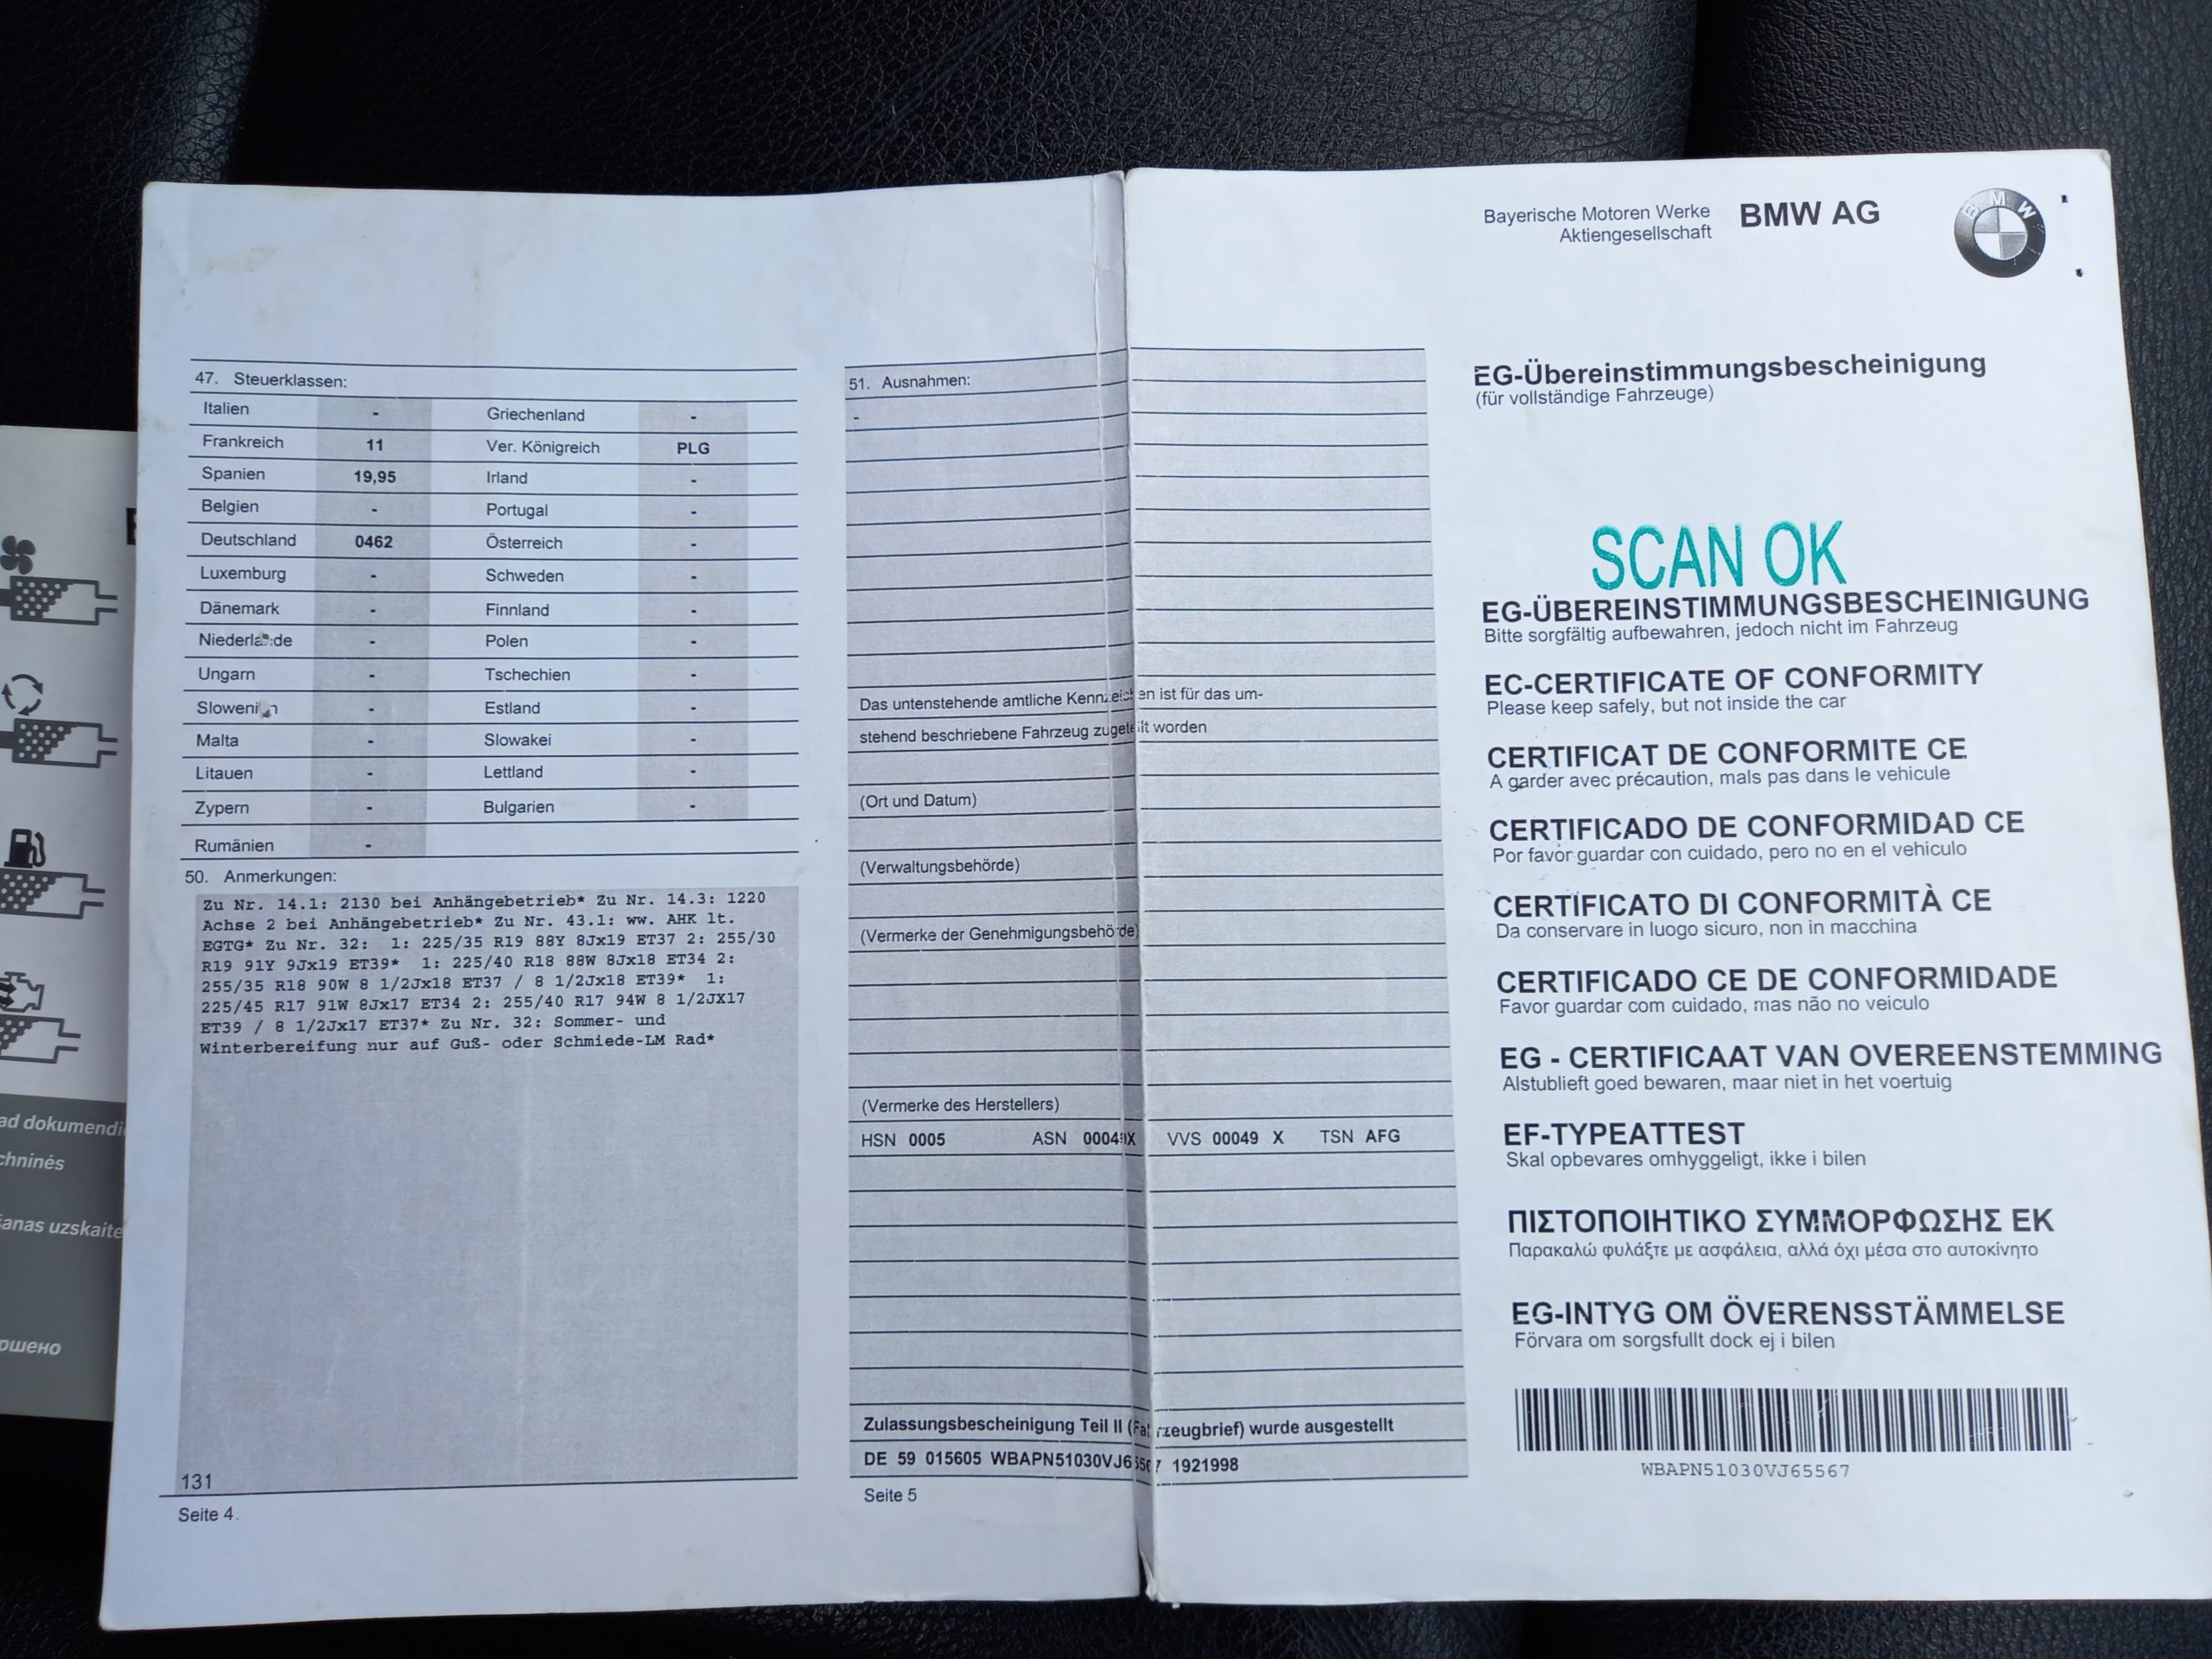 47. Steuerklassen:
Italien - Griechenland -
Frankreich 11 Ver. Königreich PLG
Spanien 19,95 Irland -
Belgien - Portugal -
Deutschland 0462 Österreich -
Luxemburg - Schweden -
Dänemark - Finnland -
Niederlande - Polen -
Ungarn - Tschechien -
Slowenien - Estland -
Malta - Slowakei -
Litauen - Lettland -
Zypern - Bulgarien -
Rumänien -
50. Anmerkungen:
Zu Nr. 14.1: 2130 bei Anhängebetrieb* Zu Nr. 14.3: 1220
Achse 2 bei Anhängebetrieb* Zu Nr. 43.1: ww. AHK lt.
EGTG* Zu Nr. 32: 1: 225/35 R19 88Y 8Jx19 ET37 2: 255/30
R19 91Y 9Jx19 ET39* 1: 225/40 R18 88W 8Jx18 ET34 2:
255/35 R18 90W 8 1/2Jx18 ET37 / 8 1/2Jx18 ET39* 1:
225/45 R17 91W 8Jx17 ET34 2: 255/40 R17 94W 8 1/2JX17
ET39 / 8 1/2Jx17 ET37* Zu Nr. 32: Sommer- und
Winterbereifung nur auf Guß- oder Schmiede-LM Rad*
131
Seite 4.
51. Ausnahmen:
-
Das untenstehende amtliche Kennzeichen ist für das um-
stehend beschriebene Fahrzeug zugeteilt worden
(Ort und Datum)
(Verwaltungsbehörde)
(Vermerke der Genehmigungsbehörde)
(Vermerke des Herstellers)
HSN 0005 ASN 00049X VVS 00049 X TSN AFG
Zulassungsbescheinigung Teil II (Fahrzeugbrief) wurde ausgestellt
DE 59 015605 WBAPN51030VJ65567 1921998
Seite 5
Bayerische Motoren Werke
Aktiengesellschaft
BMW AG
BMW
EG-Übereinstimmungsbescheinigung
(für vollständige Fahrzeuge)
SCAN OK
EG-ÜBEREINSTIMMUNGSBESCHEINIGUNG
Bitte sorgfältig aufbewahren, jedoch nicht im Fahrzeug
EC-CERTIFICATE OF CONFORMITY
Please keep safely, but not inside the car
CERTIFICAT DE CONFORMITE CE
A garder avec précaution, mals pas dans le vehicule
CERTIFICADO DE CONFORMIDAD CE
Por favor guardar con cuidado, pero no en el vehiculo
CERTIFICATO DI CONFORMITÀ CE
Da conservare in luogo sicuro, non in macchina
CERTIFICADO CE DE CONFORMIDADE
Favor guardar com cuidado, mas não no veiculo
EG - CERTIFICAAT VAN OVEREENSTEMMING
Alstublieft goed bewaren, maar niet in het voertuig
EF-TYPEATTEST
Skal opbevares omhyggeligt, ikke i bilen
ΠΙΣΤΟΠΟΙΗΤΙΚΟ ΣΥΜΜΟΡΦΩΣΗΣ ΕΚ
Παρακαλώ φυλάξτε με ασφάλεια, αλλά όχι μέσα στο αυτοκίνητο
EG-INTYG OM ÖVERENSSTÄMMELSE
Förvara om sorgsfullt dock ej i bilen
WBAPN51030VJ65567
uzskaite